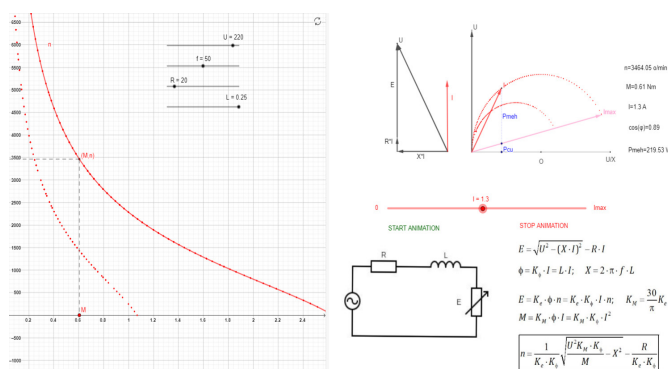 6500
6000
5500
5000
4500
4000
3500
3000
2500
2000
1500
1000
500
0
-500
-1000
0.2 0.4 0.6 0.8 1 1.2 1.4 1.6 1.8 2 2.2 2.4 2.6
n
(M,n)
M
U = 220
f = 50
R = 20
L = 0.25
U
E
I
R*I
X*I
U
I
Pmeh
Imax
Pcu
O
U/X
n=3464.05 o/min
M=0.61 Nm
I=1.3 A
cos(φ)=0.89
Pmeh=219.53 W
0
I = 1.3
Imax
START ANIMATION
STOP ANIMATION
R
L
E
E = √(U² − (X·I)²) − R·I
ϕ = K_ϕ·I = L·I; X = 2·π·f·L
E = K_e·ϕ·n = K_e·K_ϕ·I·n; K_M = 30/π K_e
M = K_M·ϕ·I = K_M·K_ϕ·I²
n = 1/(K_e·K_ϕ) √(U²K_M·K_ϕ/M − X²) − R/(K_e·K_ϕ)